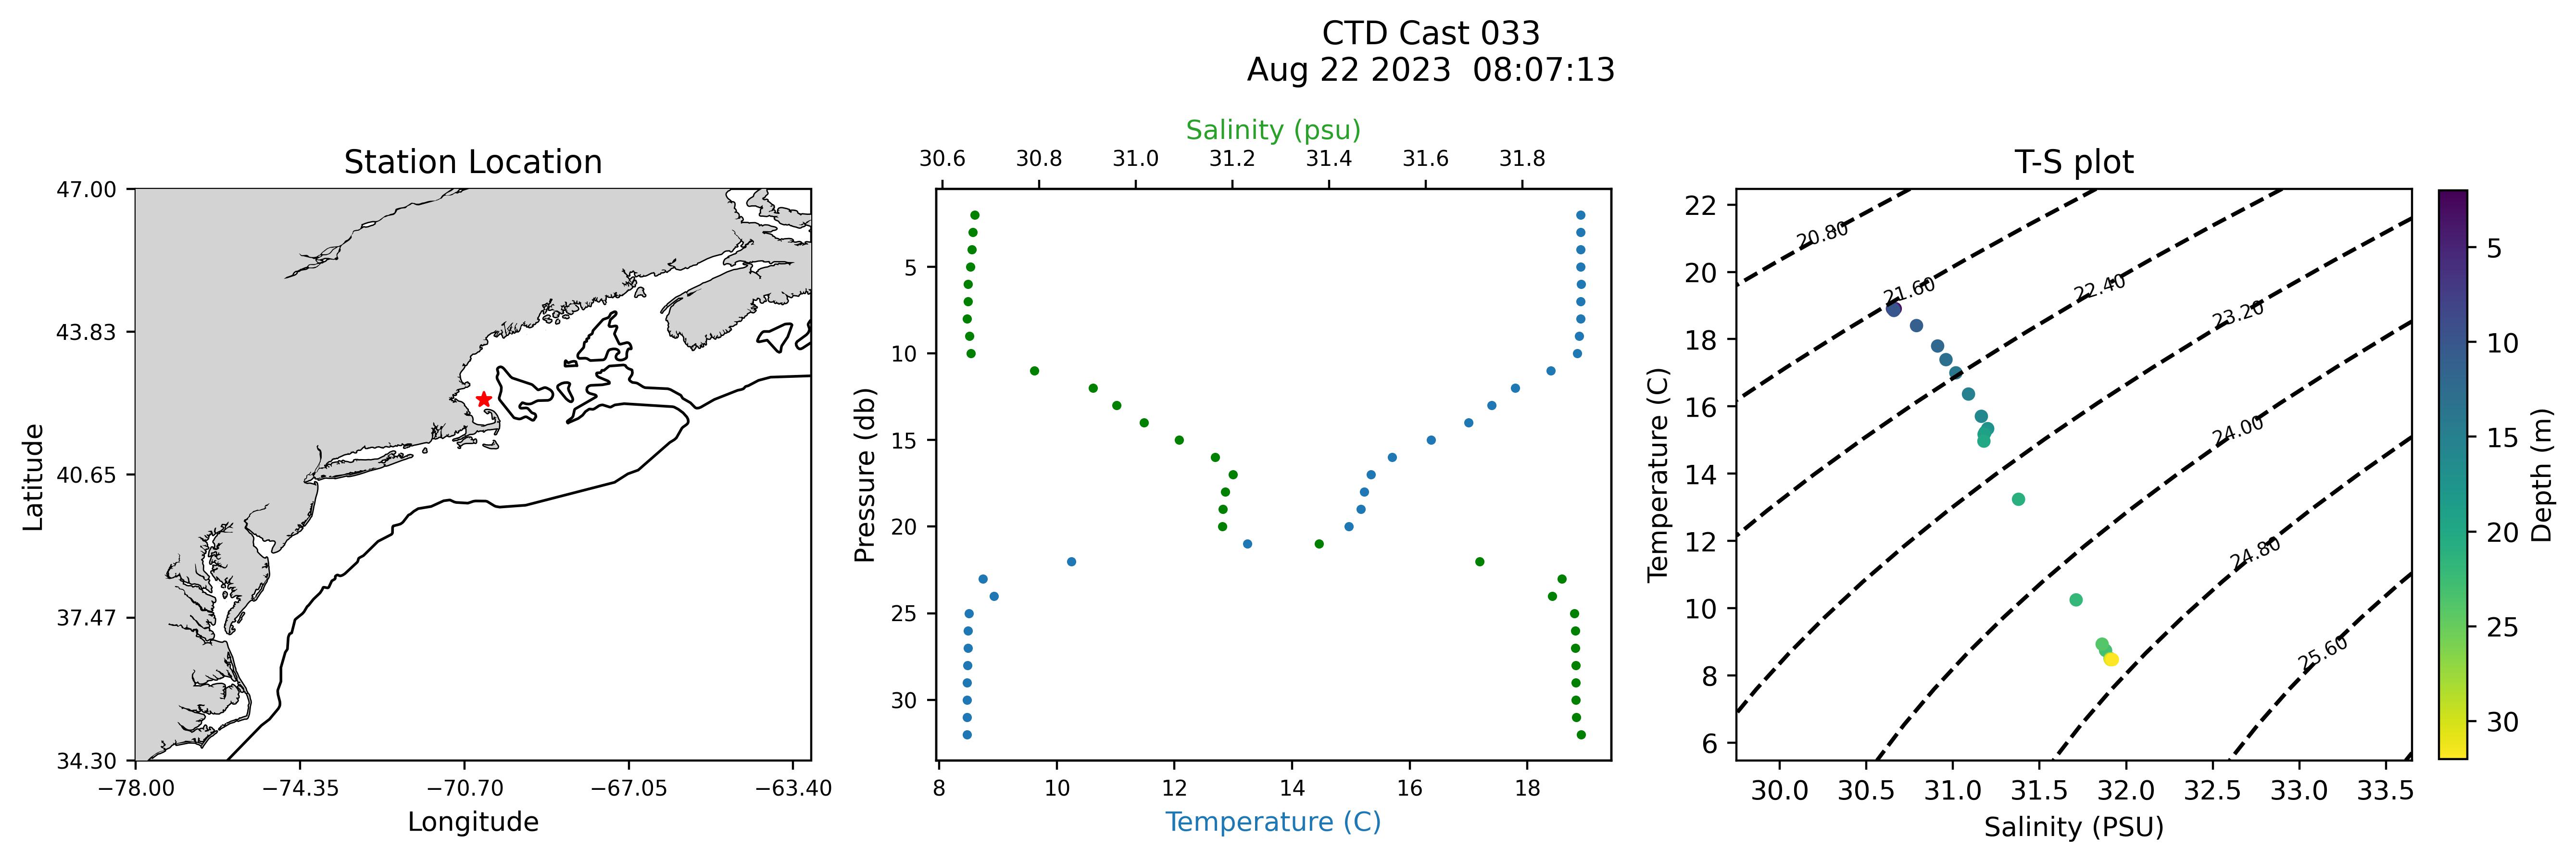 CTD Cast 033
Aug 22 2023  08:07:13
Station Location
47.00
43.83
40.65
37.47
34.30
Latitude
−78.00 −74.35 −70.70 −67.05 −63.40
Longitude
Salinity (psu)
30.6 30.8 31.0 31.2 31.4 31.6 31.8
5
10
15
20
25
30
Pressure (db)
8 10 12 14 16 18
Temperature (C)
T-S plot
22
20
18
16
14
12
10
8
6
Temperature (C)
20.80
21.60
22.40
23.20
24.00
24.80
25.60
30.0 30.5 31.0 31.5 32.0 32.5 33.0 33.5
Salinity (PSU)
5
10
15
20
25
30
Depth (m)